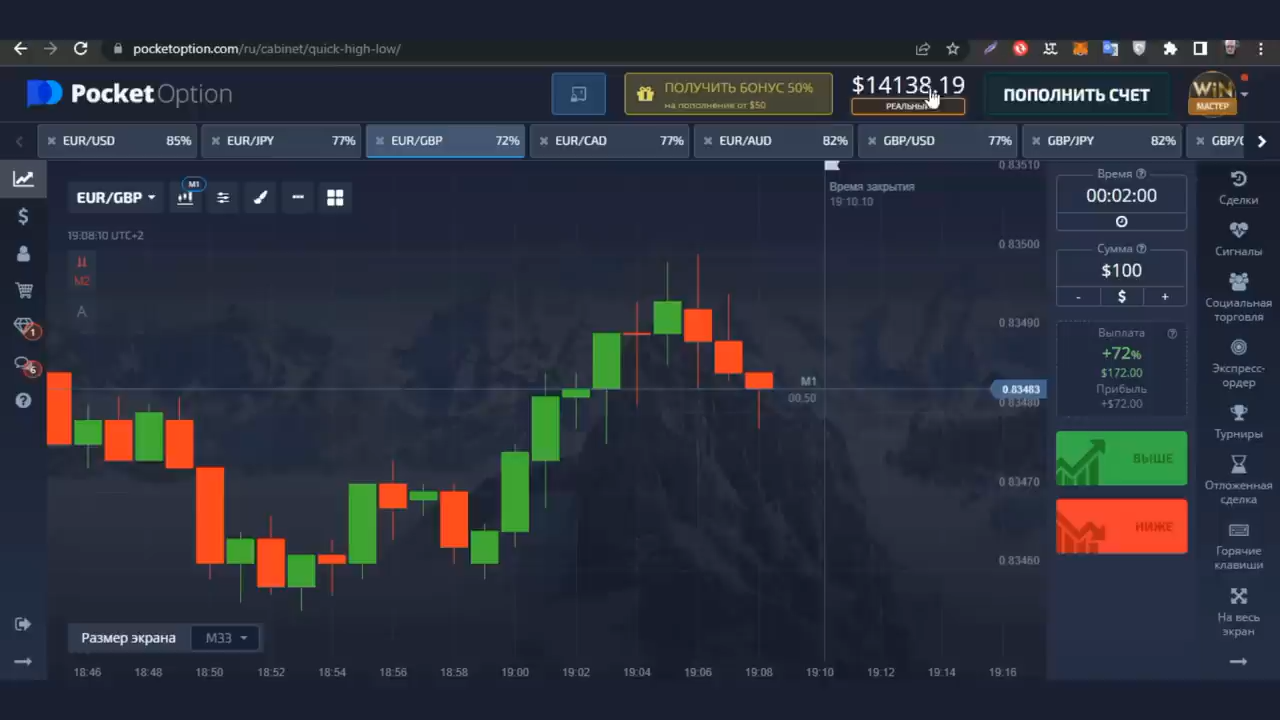 pocketoption.com/ru/cabinet/quick-high-low/
PocketOption
ПОЛУЧИТЬ БОНУС 50%
на пополнение от $50
$14138.19
РЕАЛЬНЫЙ
ПОПОЛНИТЬ СЧЕТ
WIN
МАСТЕР
EUR/USD 85%
EUR/JPY 77%
EUR/GBP 72%
EUR/CAD 77%
EUR/AUD 82%
GBP/USD 77%
GBP/JPY 82%
EUR/GBP
M1
19:08:10 UTC+2
M2
A
Время закрытия
19:10.10
0.83510
0.83500
0.83490
0.83483
0.83480
0.83470
0.83460
M1
00.50
Размер экрана
M33
18:46 18:48 18:50 18:52 18:54 18:56 18:58 19:00 19:02 19:04 19:06 19:08 19:10 19:12 19:14 19:16
Время
00:02:00
Сумма
$100
- $ +
Выплата
+72%
$172.00
Прибыль
+$72.00
ВЫШЕ
НИЖЕ
Сделки
Сигналы
Социальная
торговля
Экспресс-
ордер
Турниры
Отложенная
сделка
Горячие
клавиши
На весь
экран
1
6